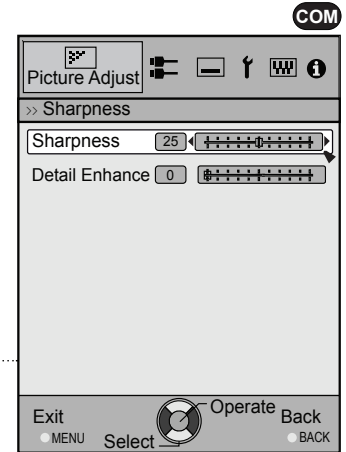 COM
Picture Adjust
>> Sharpness
Sharpness 25
Detail Enhance 0
Operate
Exit Back
MENU Select BACK